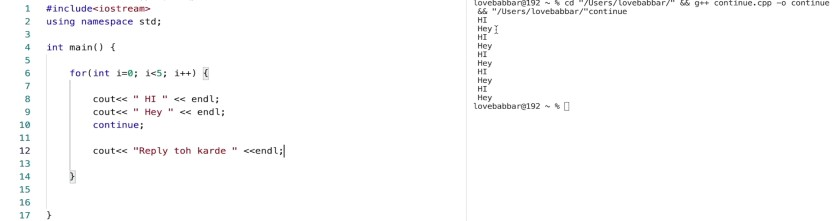 1 #include<iostream>
2 using namespace std;
3
4 int main() {
5
6 for(int i=0; i<5; i++) {
7
8 cout<< " HI " << endl;
9 cout<< " Hey " << endl;
10 continue;
11
12 cout<< "Reply toh karde " <<endl;
13
14 }
15
16
17 }
lovebabbar@192 ~ % cd "/Users/lovebabbar/" && g++ continue.cpp -o continue
&& "/Users/lovebabbar/"continue
HI
Hey
HI
Hey
HI
Hey
HI
Hey
HI
Hey
lovebabbar@192 ~ %